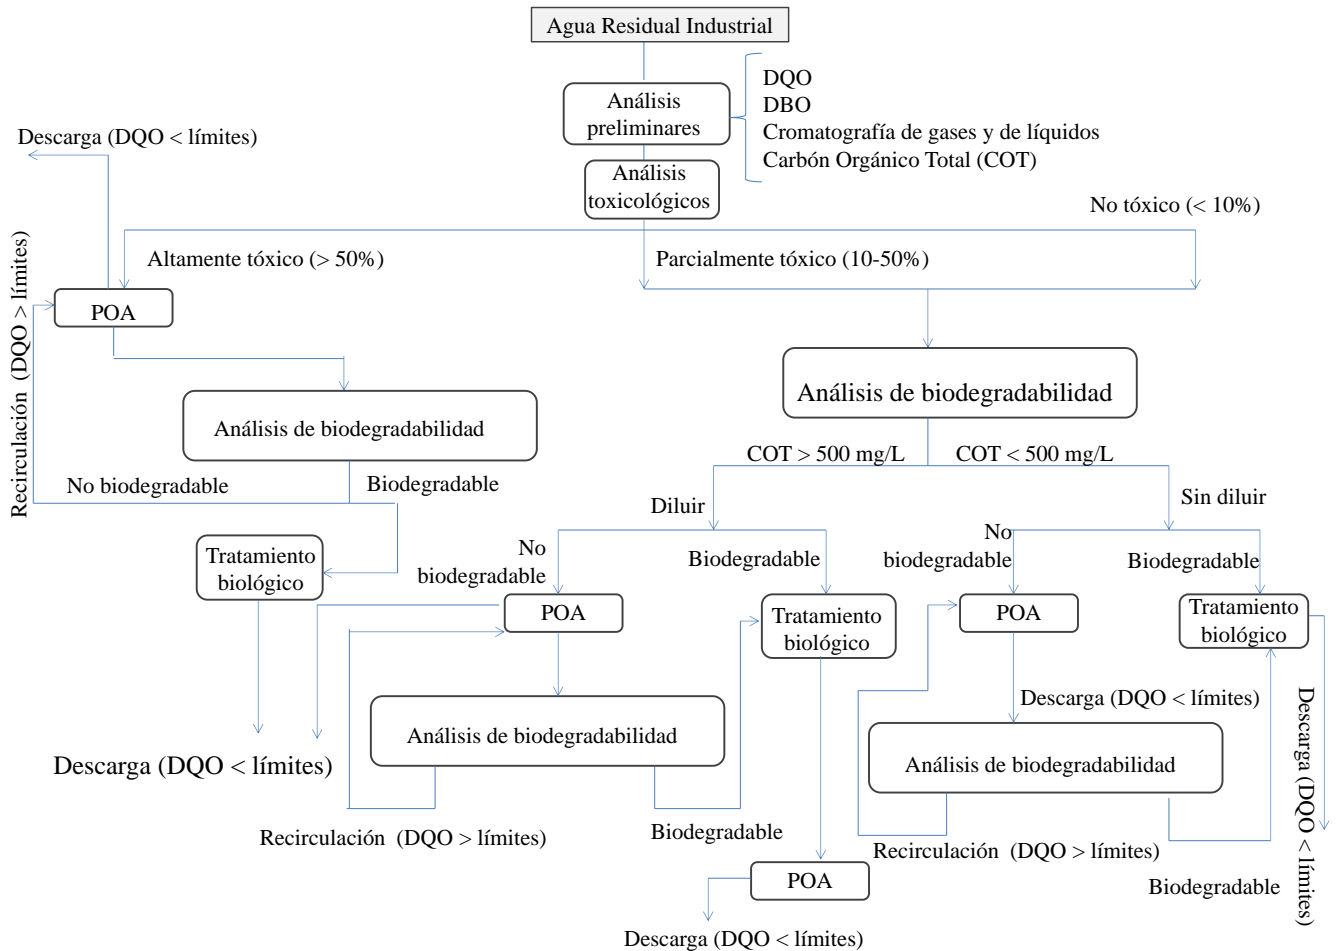 Agua Residual Industrial
Análisis
preliminares
DQO
DBO
Cromatografía de gases y de líquidos
Carbón Orgánico Total (COT)
Análisis
toxicológicos
Descarga (DQO < límites)
No tóxico (< 10%)
Altamente tóxico (> 50%)
Parcialmente tóxico (10-50%)
POA
Recirculación (DQO > límites)
Análisis de biodegradabilidad
Análisis de biodegradabilidad
COT > 500 mg/L
COT < 500 mg/L
No biodegradable
Biodegradable
Diluir
Sin diluir
Tratamiento
biológico
No
biodegradable
Biodegradable
No
biodegradable
Biodegradable
POA
Tratamiento
biológico
POA
Tratamiento
biológico
Descarga (DQO < límites)
Análisis de biodegradabilidad
Descarga (DQO < límites)
Análisis de biodegradabilidad
Descarga (DQO < límites)
Recirculación (DQO > límites)
Biodegradable
Recirculación (DQO > límites)
Biodegradable
POA
Descarga (DQO < límites)